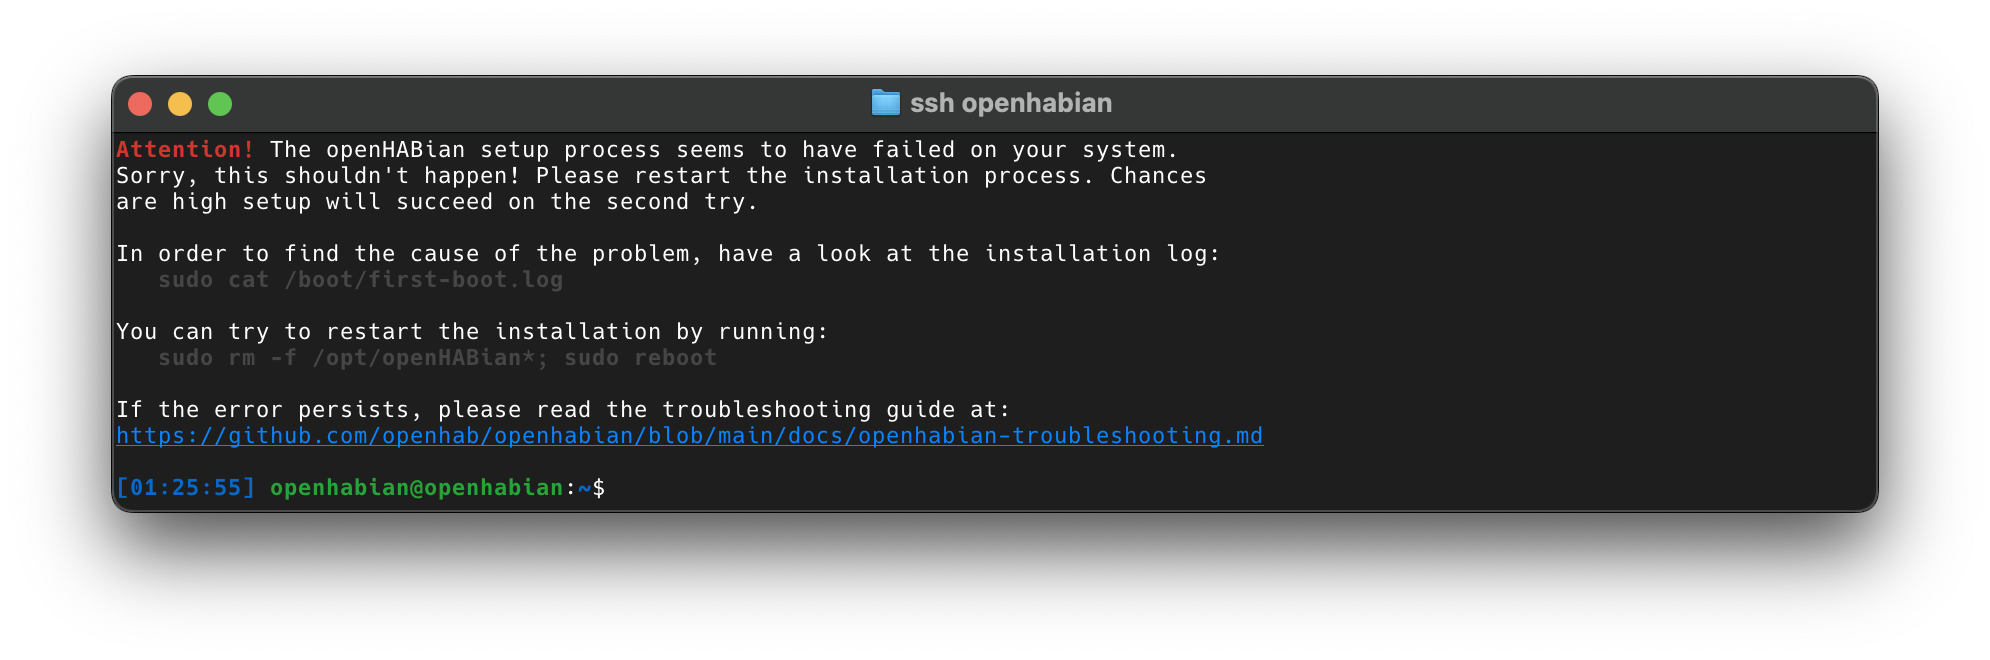 ssh openhabian
Attention! The openHABian setup process seems to have failed on your system.
Sorry, this shouldn't happen! Please restart the installation process. Chances
are high setup will succeed on the second try.
In order to find the cause of the problem, have a look at the installation log:
sudo cat /boot/first-boot.log
You can try to restart the installation by running:
sudo rm -f /opt/openHABian*; sudo reboot
If the error persists, please read the troubleshooting guide at:
https://github.com/openhab/openhabian/blob/main/docs/openhabian-troubleshooting.md
[01:25:55] openhabian@openhabian:~$